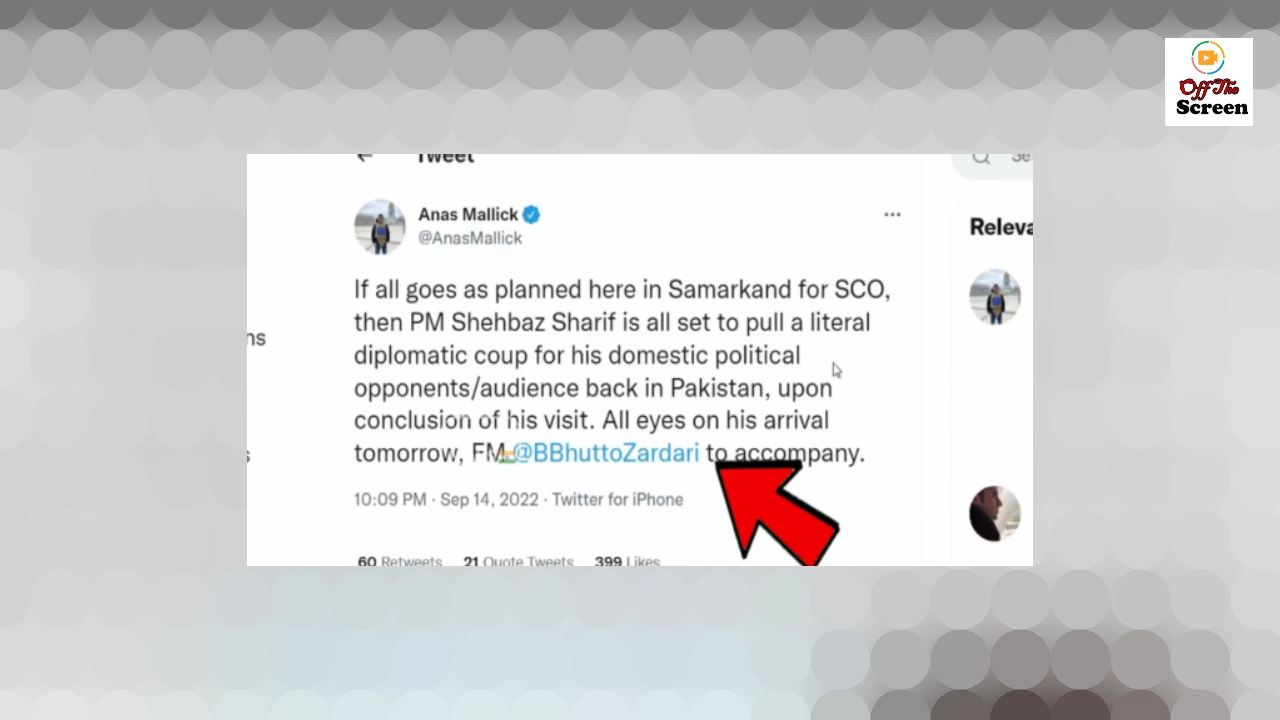 Off The
Screen
Tweet
Se
Anas Mallick
@AnasMallick
Releva
If all goes as planned here in Samarkand for SCO,
then PM Shehbaz Sharif is all set to pull a literal
ns
diplomatic coup for his domestic political
opponents/audience back in Pakistan, upon
conclusion of his visit. All eyes on his arrival
tomorrow, FM @BBhuttoZardari to accompany.
s
10:09 PM · Sep 14, 2022 · Twitter for iPhone
60 Retweets 21 Quote Tweets 399 Likes